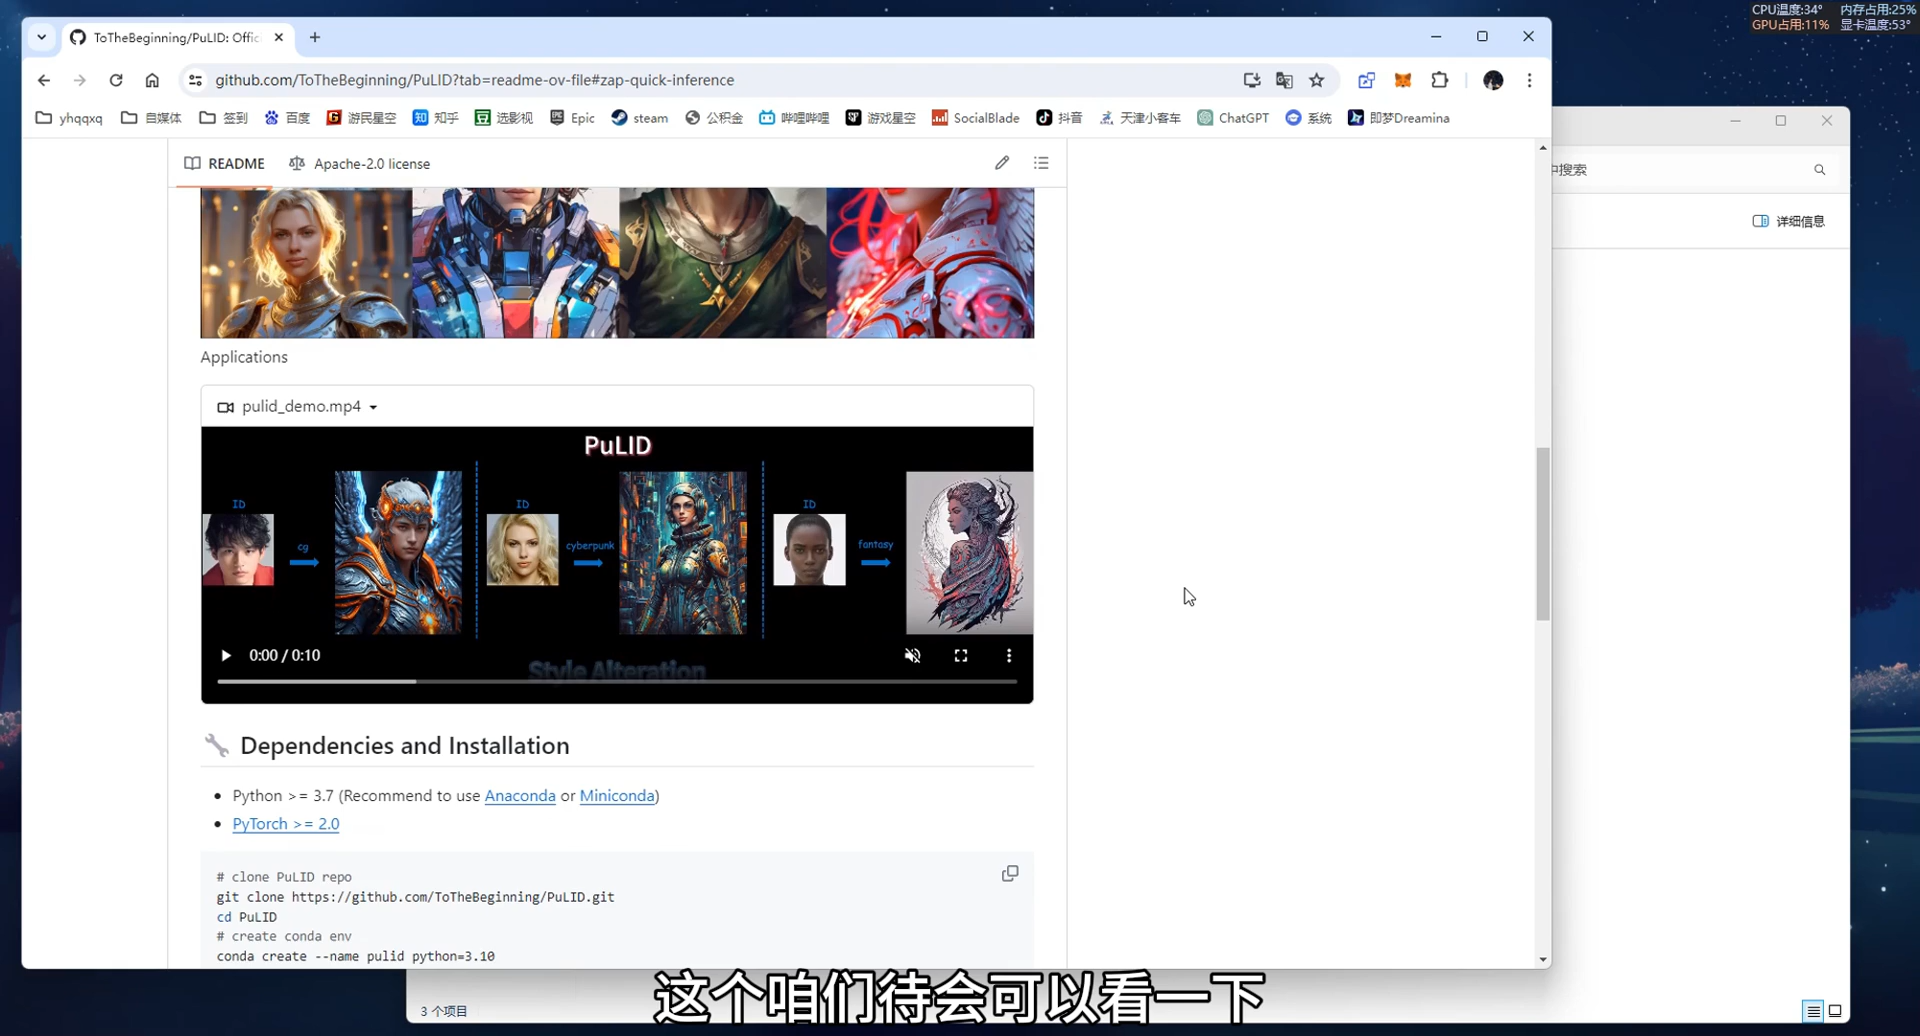 CPU温度:34° 内存占用:25%
GPU占用:11% 显卡温度:53°
ToTheBeginning/PuLID: Offic
github.com/ToTheBeginning/PuLID?tab=readme-ov-file#zap-quick-inference
yhqqxq 自媒体 签到 百度 游民星空 知乎 选影视 Epic steam 公积金 哔哩哔哩 游戏星空 SocialBlade 抖音 天津小客车 ChatGPT 系统 即梦Dreamina
README Apache-2.0 license
中搜索
详细信息
Applications
pulid_demo.mp4
PuLID
ID ID ID
cg cyberpunk fantasy
0:00 / 0:10
Style Alteration
Dependencies and Installation
Python >= 3.7 (Recommend to use Anaconda or Miniconda)
PyTorch >= 2.0
# clone PuLID repo
git clone https://github.com/ToTheBeginning/PuLID.git
cd PuLID
# create conda env
conda create --name pulid python=3.10
这个咱们待会可以看一下
3 个项目